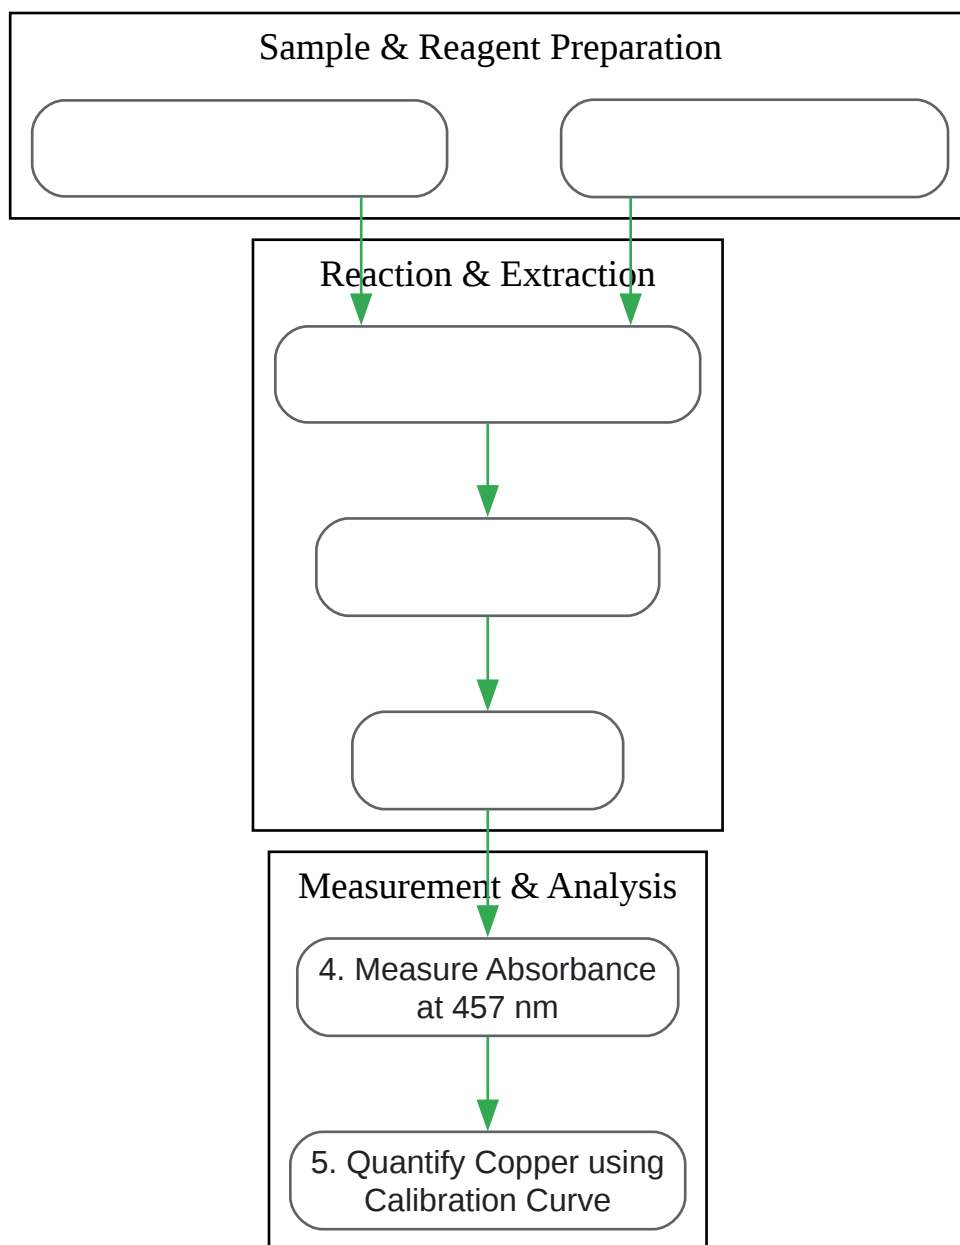 Sample & Reagent Preparation
Reaction & Extraction
Measurement & Analysis
4. Measure Absorbance
at 457 nm
5. Quantify Copper using
Calibration Curve